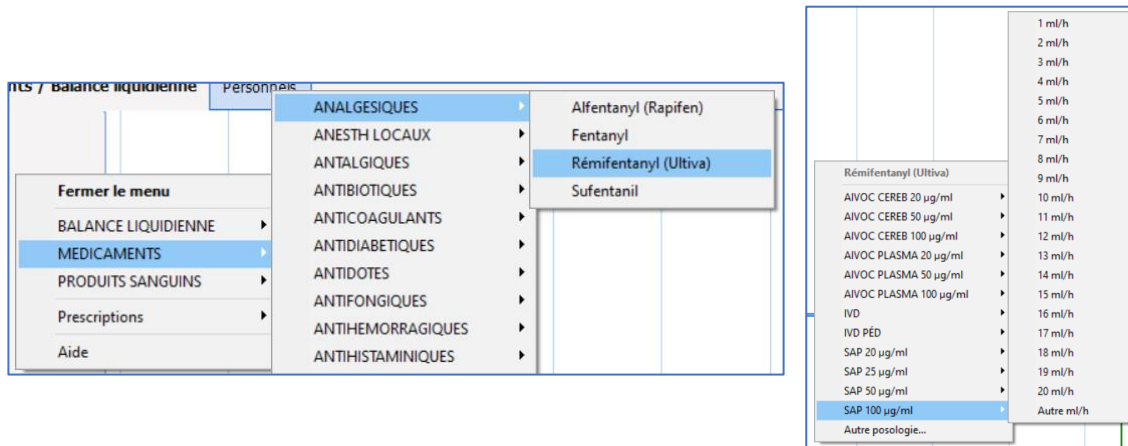 nts / Balance liquidienne
Personnels
Fermer le menu
BALANCE LIQUIDIENNE
MEDICAMENTS
PRODUITS SANGUINS
Prescriptions
Aide
ANALGESIQUES
ANESTH LOCAUX
ANTALGIQUES
ANTIBIOTIQUES
ANTICOAGULANTS
ANTIDIABETIQUES
ANTIDOTES
ANTIFONGIQUES
ANTIHEMORRAGIQUES
ANTIHISTAMINIQUES
Alfentanyl (Rapifen)
Fentanyl
Rémifentanyl (Ultiva)
Sufentanil
Rémifentanyl (Ultiva)
AIVOC CEREB 20 µg/ml
AIVOC CEREB 50 µg/ml
AIVOC CEREB 100 µg/ml
AIVOC PLASMA 20 µg/ml
AIVOC PLASMA 50 µg/ml
AIVOC PLASMA 100 µg/ml
IVD
IVD PÉD
SAP 20 µg/ml
SAP 25 µg/ml
SAP 50 µg/ml
SAP 100 µg/ml
Autre posologie...
1 ml/h
2 ml/h
3 ml/h
4 ml/h
5 ml/h
6 ml/h
7 ml/h
8 ml/h
9 ml/h
10 ml/h
11 ml/h
12 ml/h
13 ml/h
14 ml/h
15 ml/h
16 ml/h
17 ml/h
18 ml/h
19 ml/h
20 ml/h
Autre ml/h